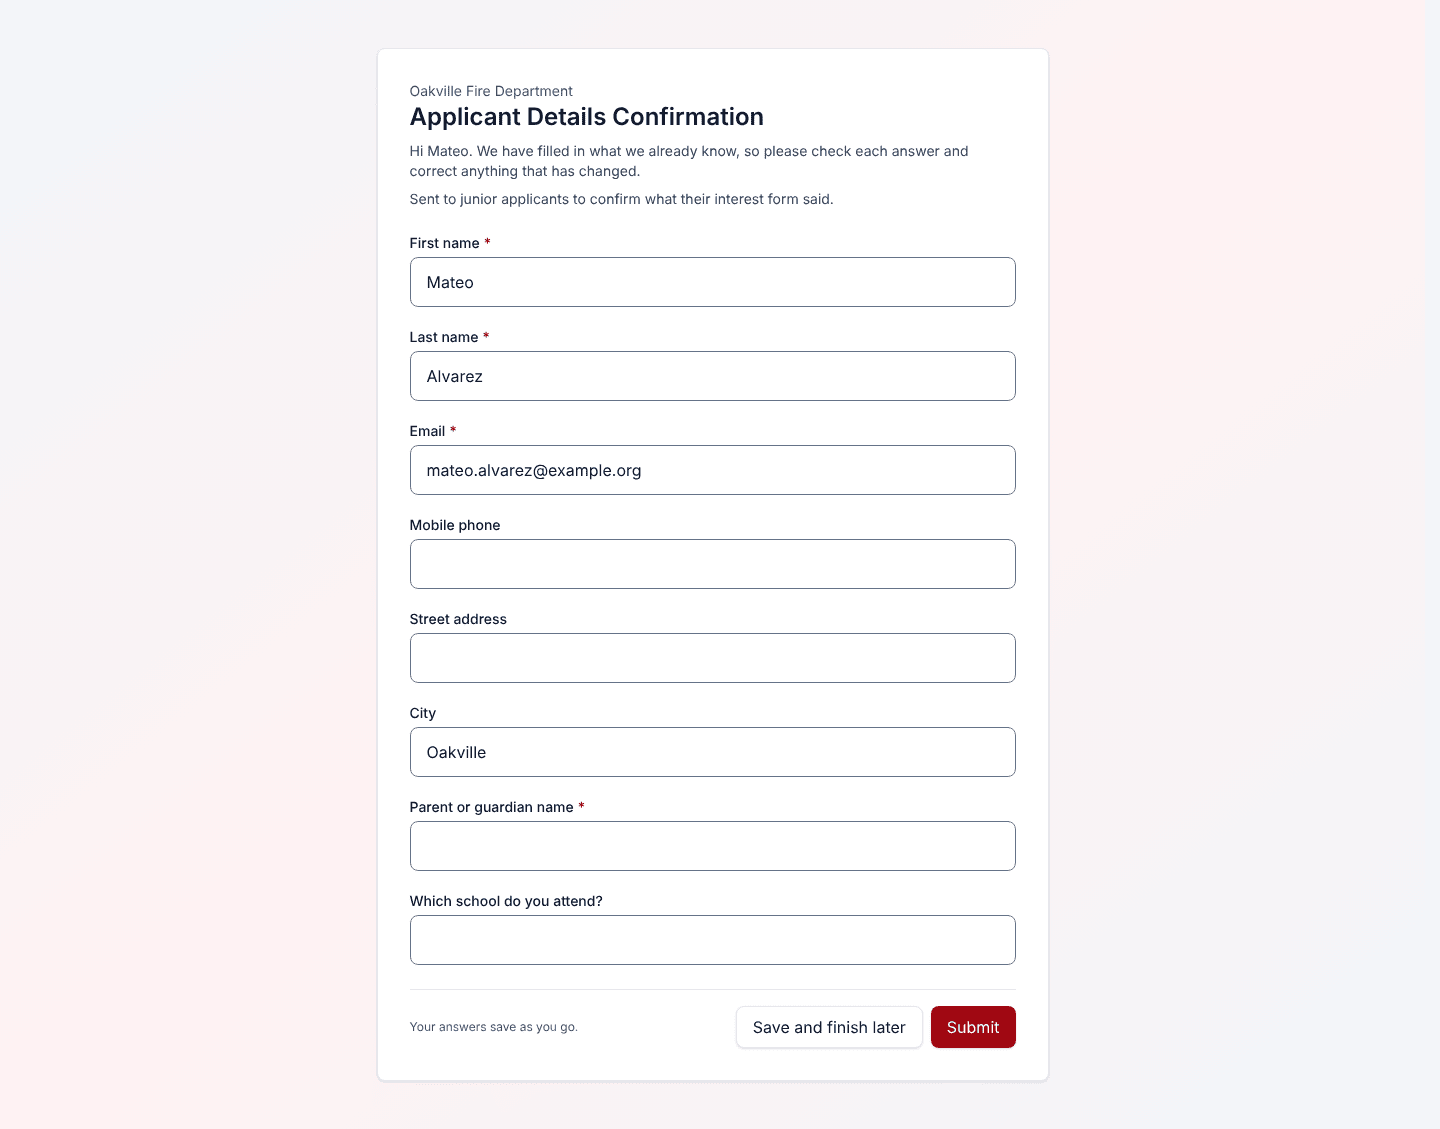 Oakville Fire Department
Applicant Details Confirmation
Hi Mateo. We have filled in what we already know, so please check each answer and
correct anything that has changed.
Sent to junior applicants to confirm what their interest form said.
First name *
Mateo
Last name *
Alvarez
Email *
mateo.alvarez@example.org
Mobile phone
Street address
City
Oakville
Parent or guardian name *
Which school do you attend?
Your answers save as you go.
Save and finish later
Submit